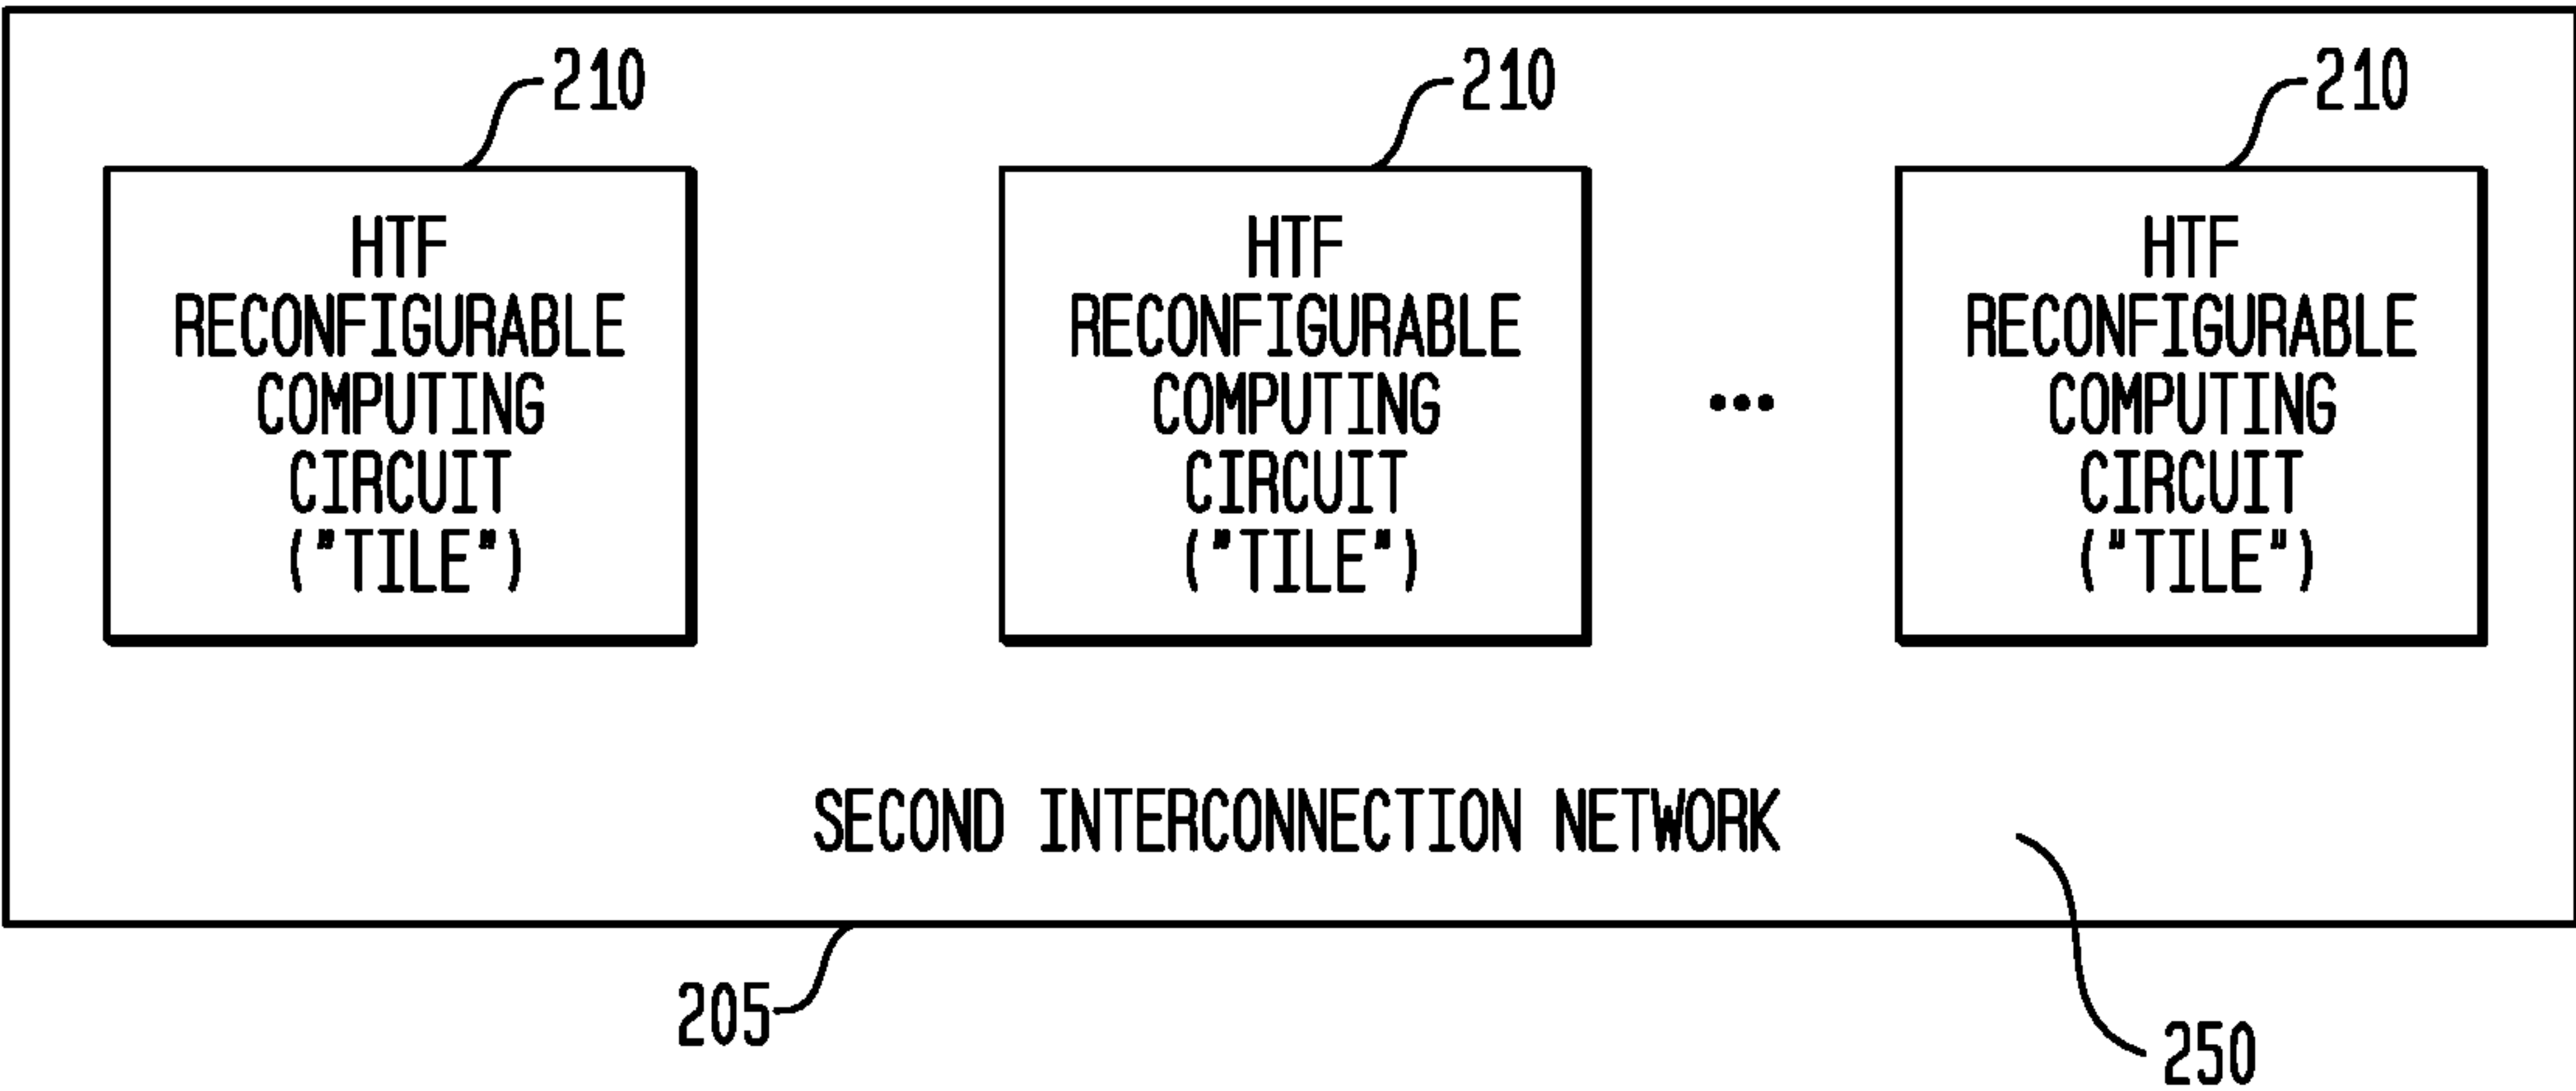 210
210
210
HTF
RECONFIGURABLE
COMPUTING
CIRCUIT
("TILE")
HTF
RECONFIGURABLE
COMPUTING
CIRCUIT
("TILE")
...
HTF
RECONFIGURABLE
COMPUTING
CIRCUIT
("TILE")
SECOND INTERCONNECTION NETWORK
205
250